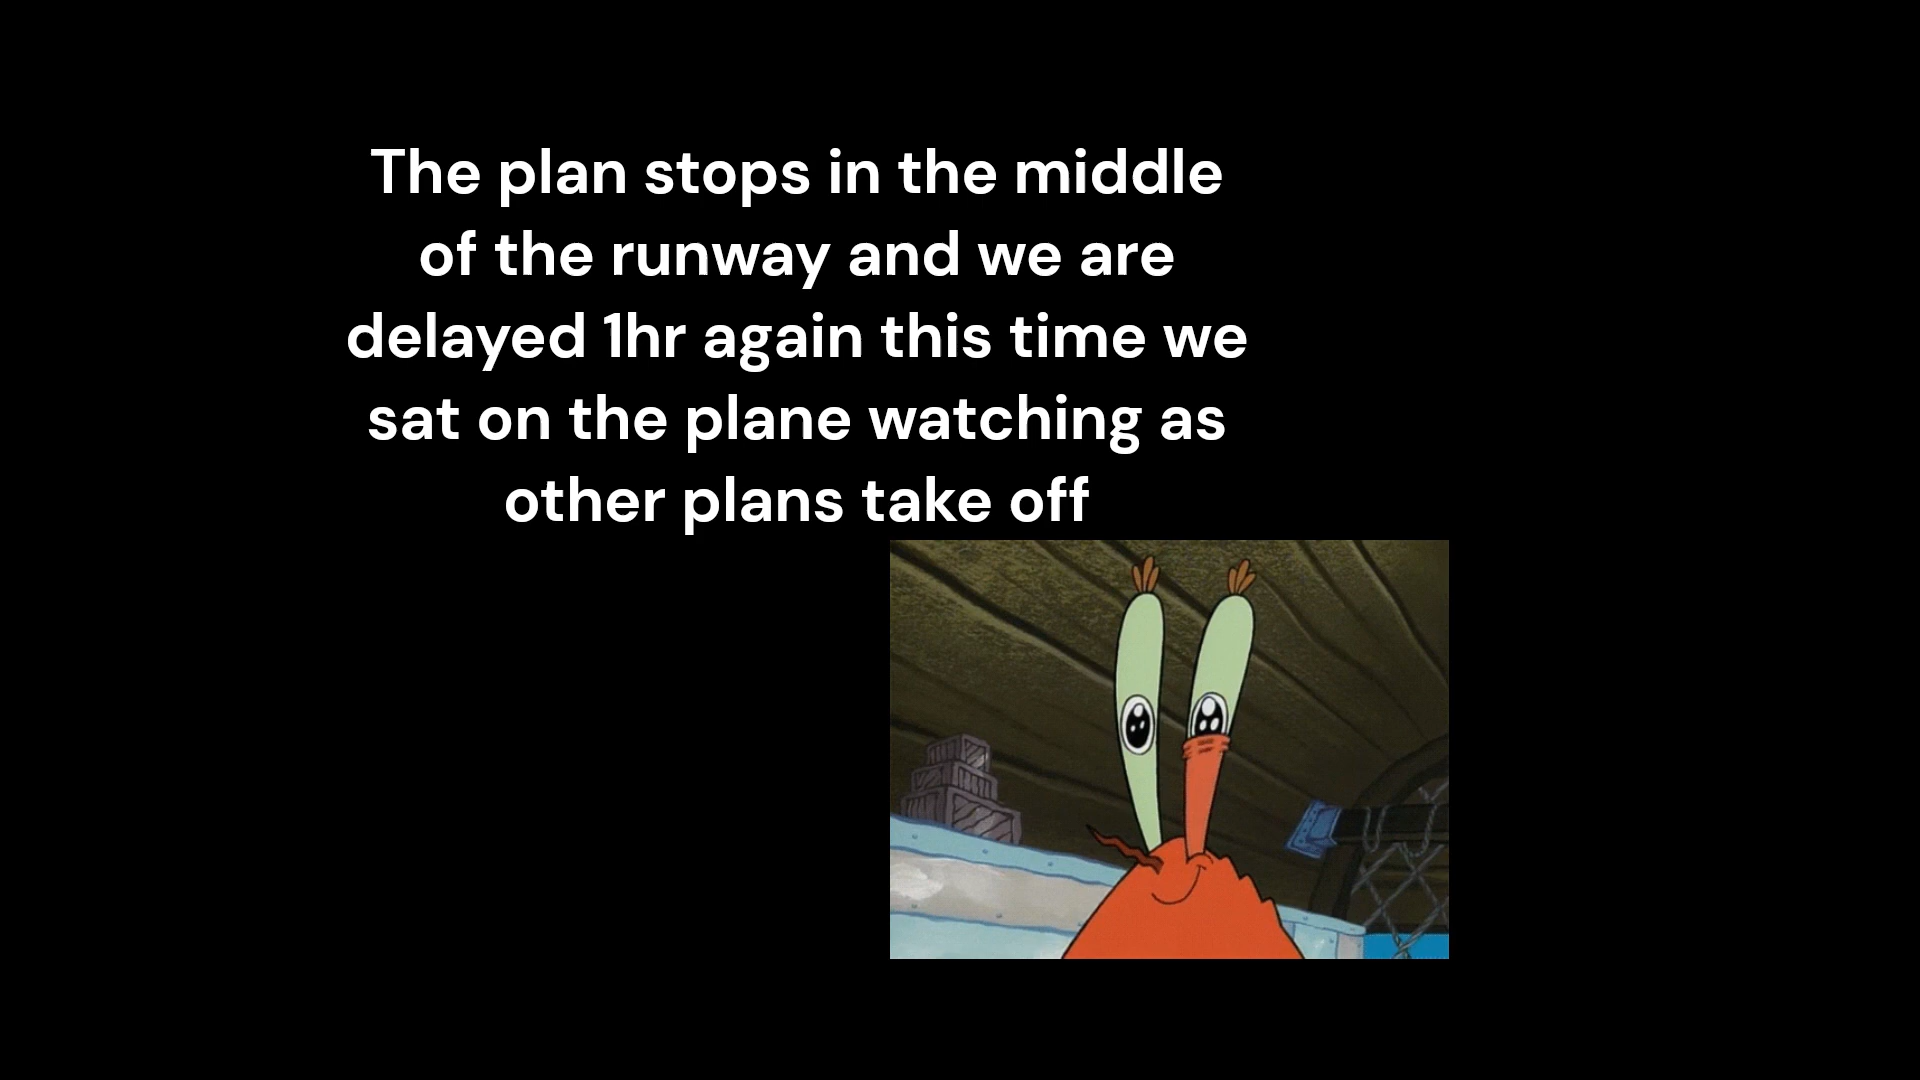 The plan stops in the middle
of the runway and we are
delayed 1hr again this time we
sat on the plane watching as
other plans take off